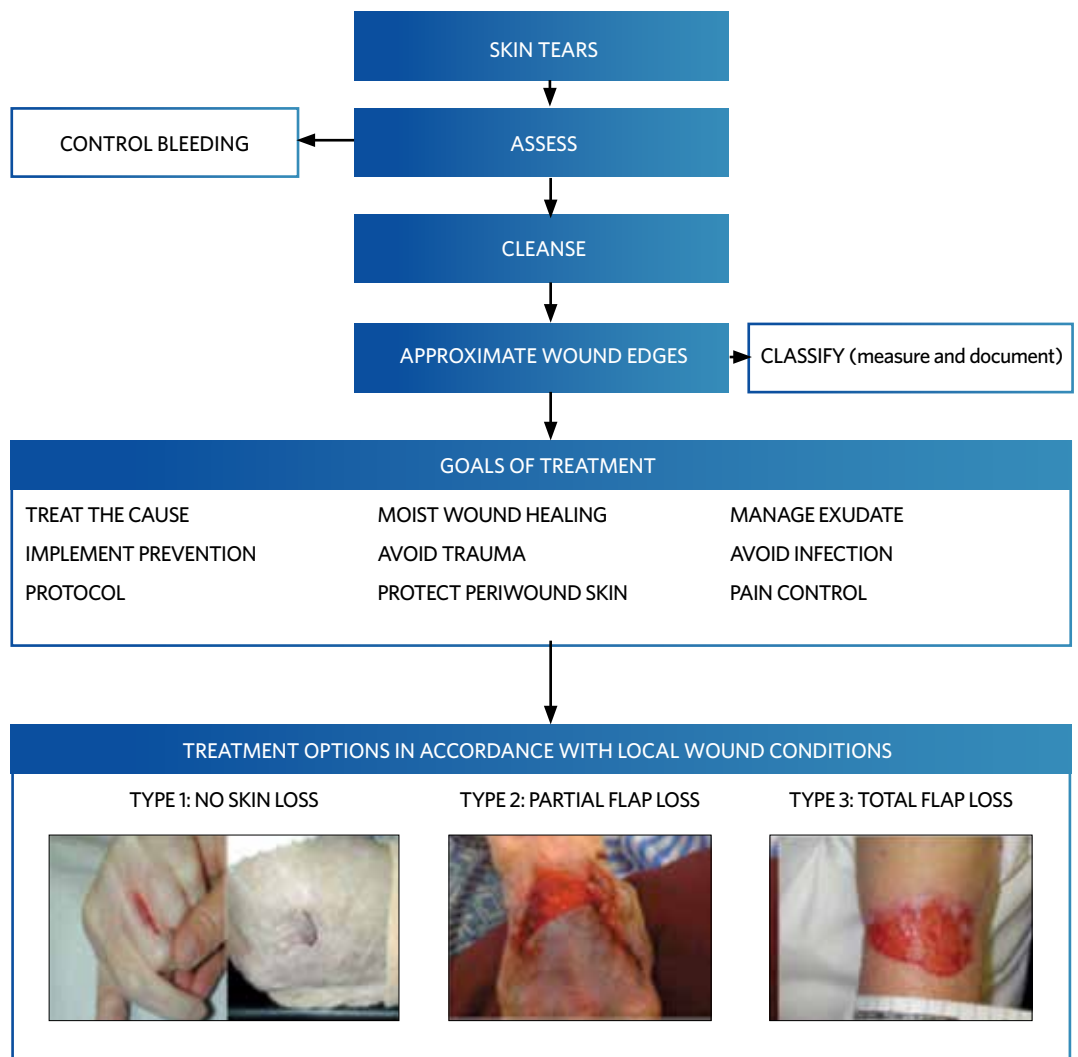 SKIN TEARS
CONTROL BLEEDING
ASSESS
CLEANSE
APPROXIMATE WOUND EDGES
CLASSIFY (measure and document)
GOALS OF TREATMENT
TREAT THE CAUSE
IMPLEMENT PREVENTION
PROTOCOL
MOIST WOUND HEALING
AVOID TRAUMA
PROTECT PERIWOUND SKIN
MANAGE EXUDATE
AVOID INFECTION
PAIN CONTROL
TREATMENT OPTIONS IN ACCORDANCE WITH LOCAL WOUND CONDITIONS
TYPE 1: NO SKIN LOSS
TYPE 2: PARTIAL FLAP LOSS
TYPE 3: TOTAL FLAP LOSS